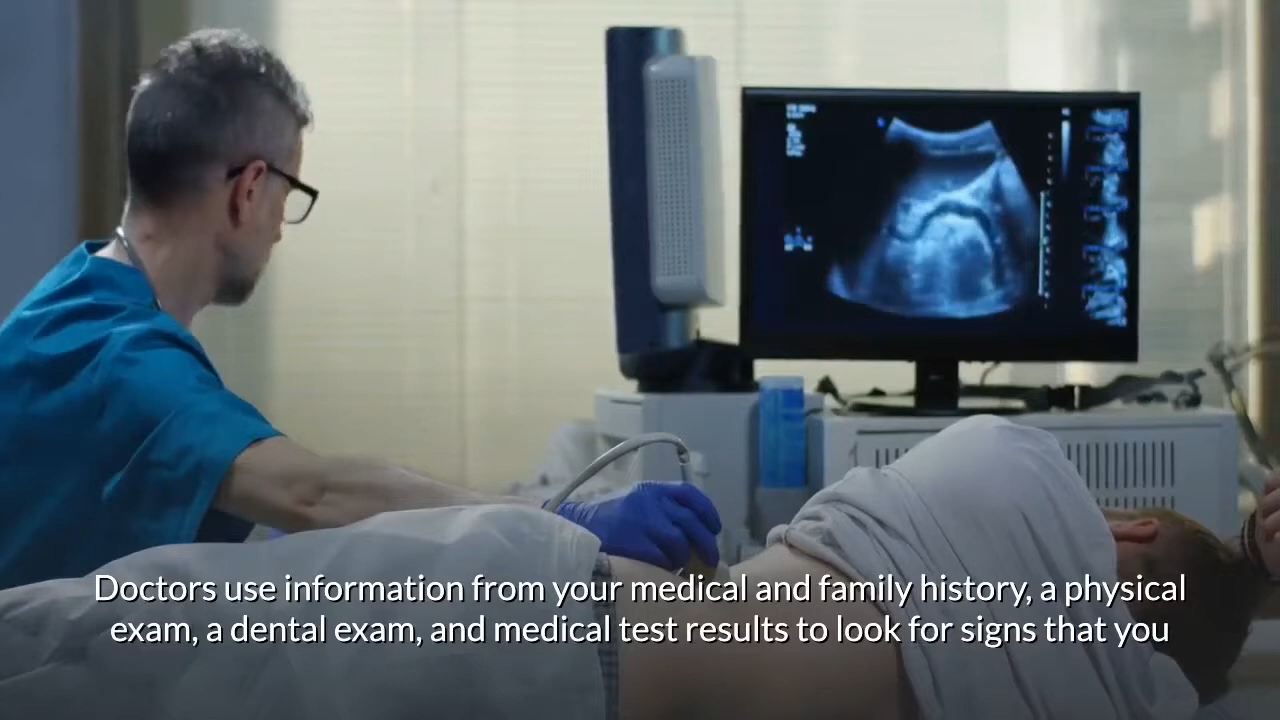 Doctors use information from your medical and family history, a physical
exam, a dental exam, and medical test results to look for signs that you